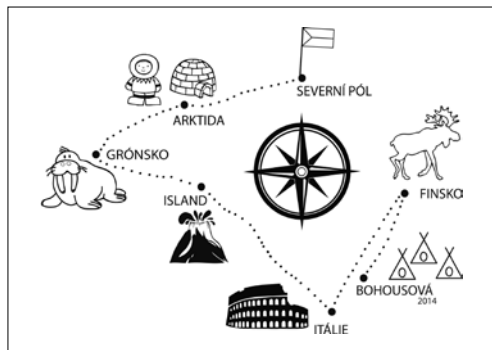 SEVERNÍ PÓL
ARKTIDA
GRÓNSKO
ISLAND
FINSKO
BOHOUSOVÁ
2014
ITÁLIE